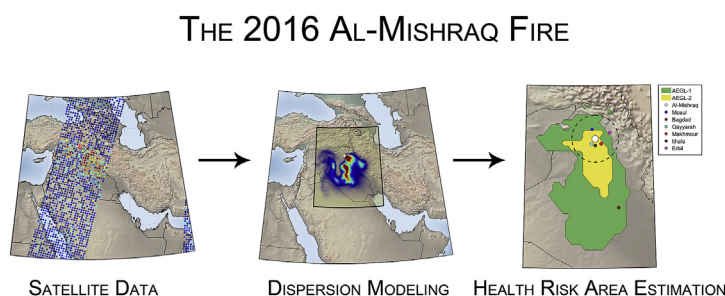 THE 2016 AL-MISHRAQ FIRE
AEGL-1
AEGL-2
Al-Mishraq
Mosul
Bagdad
Qayyarah
Makhmour
Ijhala
Erbil
SATELLITE DATA
DISPERSION MODELING
HEALTH RISK AREA ESTIMATION